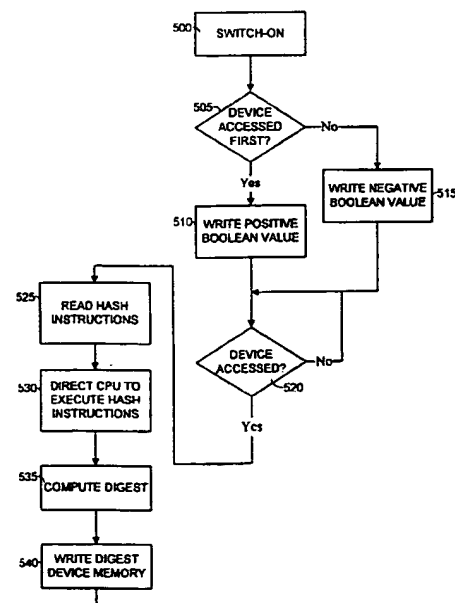 500
SWITCH-ON
505
DEVICE
ACCESSED
FIRST?
No
Yes
510
WRITE POSITIVE
BOOLEAN VALUE
WRITE NEGATIVE
BOOLEAN VALUE
515
DEVICE
ACCESSED?
No
520
Yes
525
READ HASH
INSTRUCTIONS
530
DIRECT CPU TO
EXECUTE HASH
INSTRUCTIONS
535
COMPUTE DIGEST
540
WRITE DIGEST
DEVICE MEMORY